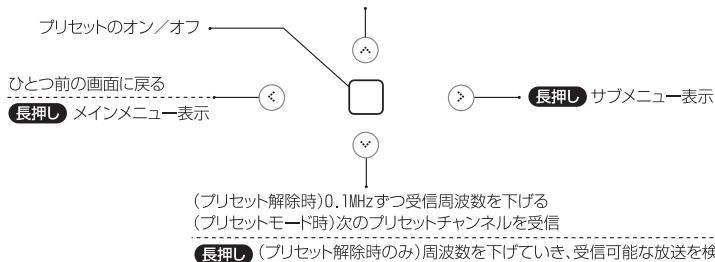 プリセットのオン／オフ
ひとつ前の画面に戻る
長押し メインメニュー表示
長押し サブメニュー表示
(プリセット解除時)0.1MHzずつ受信周波数を下げる
(プリセットモード時)次のプリセットチャンネルを受信
長押し (プリセット解除時のみ)周波数を下げていき、受信可能な放送を検